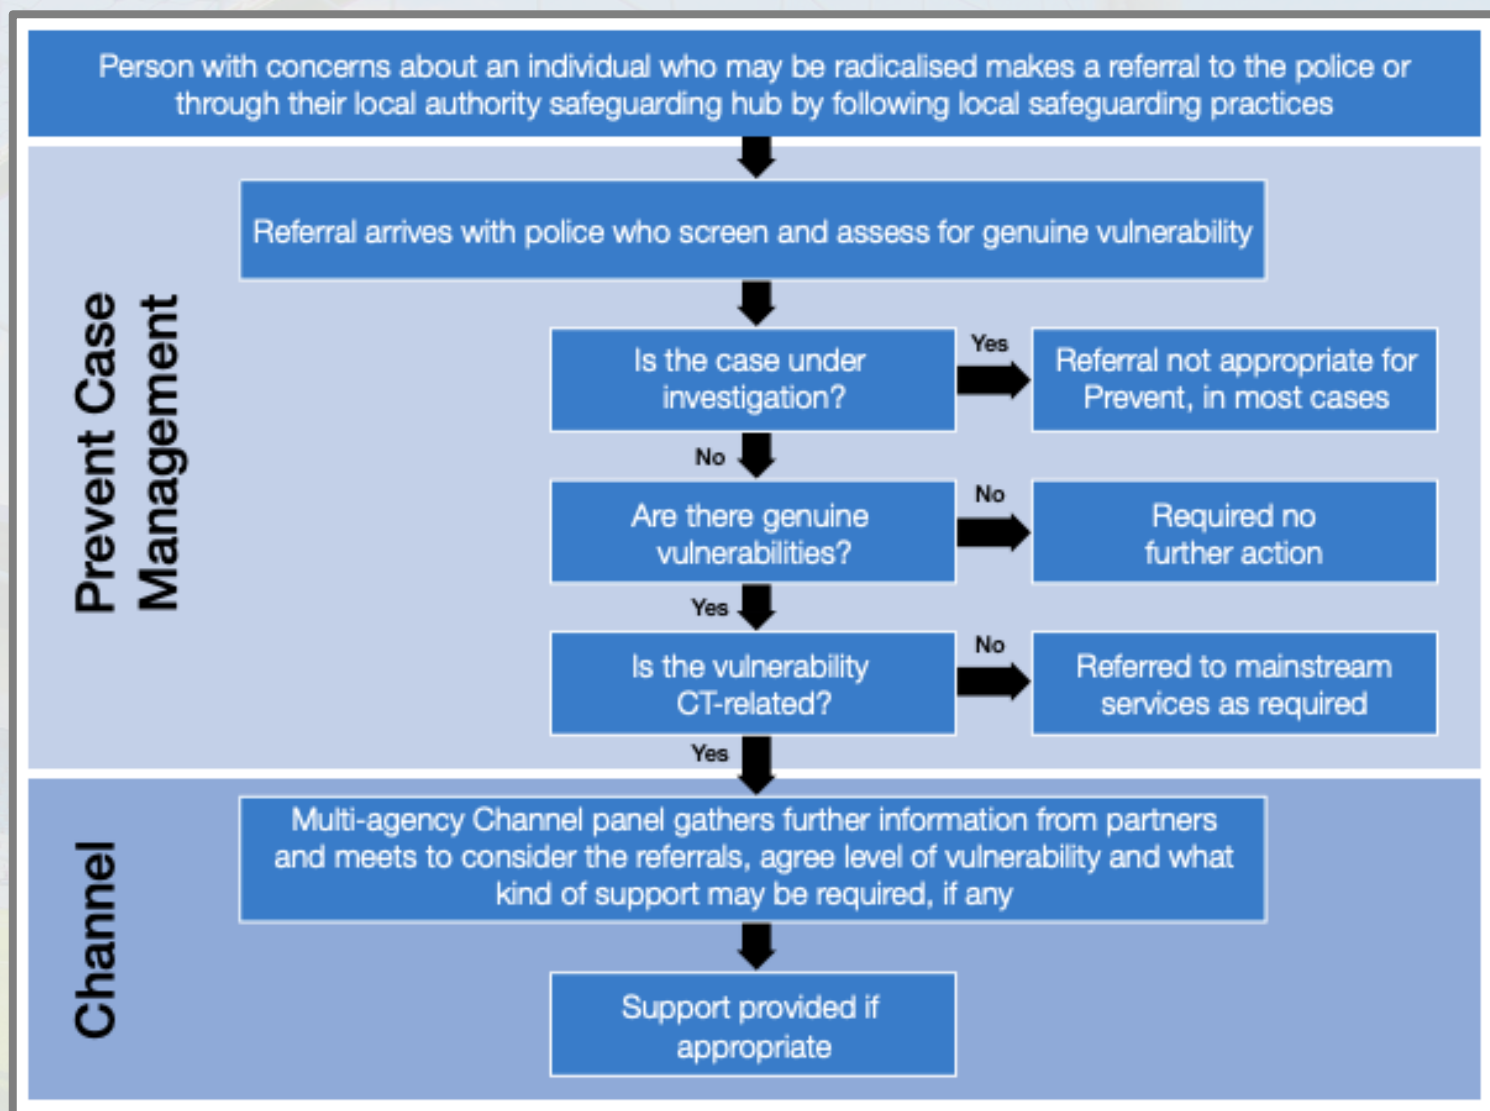 Person with concerns about an individual who may be radicalised makes a referral to the police or
through their local authority safeguarding hub by following local safeguarding practices
Prevent Case
Management
Referral arrives with police who screen and assess for genuine vulnerability
Is the case under
investigation?
Yes
Referral not appropriate for
Prevent, in most cases
No
Are there genuine
vulnerabilities?
No
Required no
further action
Yes
Is the vulnerability
CT-related?
No
Referred to mainstream
services as required
Yes
Channel
Multi-agency Channel panel gathers further information from partners
and meets to consider the referrals, agree level of vulnerability and what
kind of support may be required, if any
Support provided if
appropriate